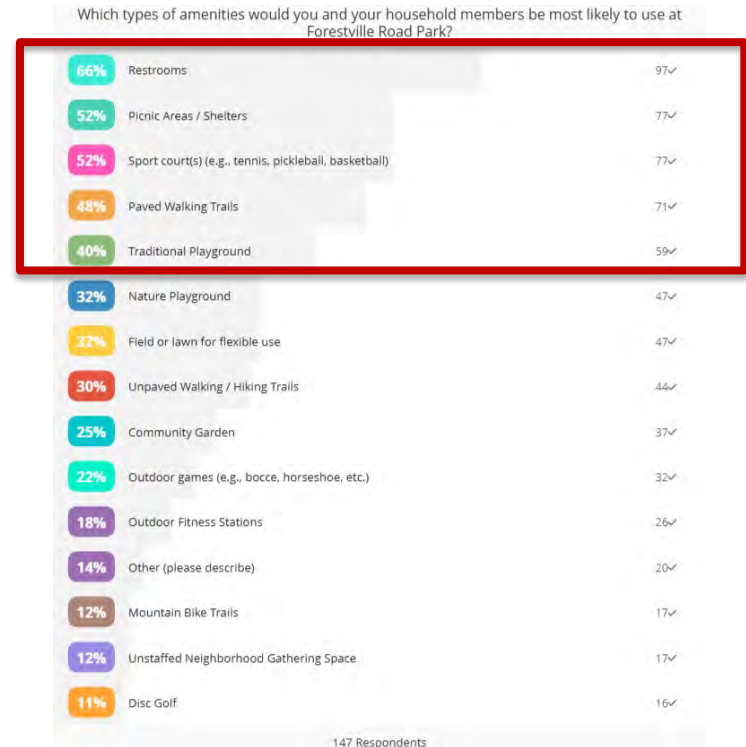 Which types of amenities would you and your household members be most likely to use at
Forestville Road Park?
66% Restrooms 97✓
52% Picnic Areas / Shelters 77✓
52% Sport court(s) (e.g., tennis, pickleball, basketball) 77✓
48% Paved Walking Trails 71✓
40% Traditional Playground 59✓
32% Nature Playground 47✓
32% Field or lawn for flexible use 47✓
30% Unpaved Walking / Hiking Trails 44✓
25% Community Garden 37✓
22% Outdoor games (e.g., bocce, horseshoe, etc.) 32✓
18% Outdoor Fitness Stations 26✓
14% Other (please describe) 20✓
12% Mountain Bike Trails 17✓
12% Unstaffed Neighborhood Gathering Space 17✓
11% Disc Golf 16✓
147 Respondents